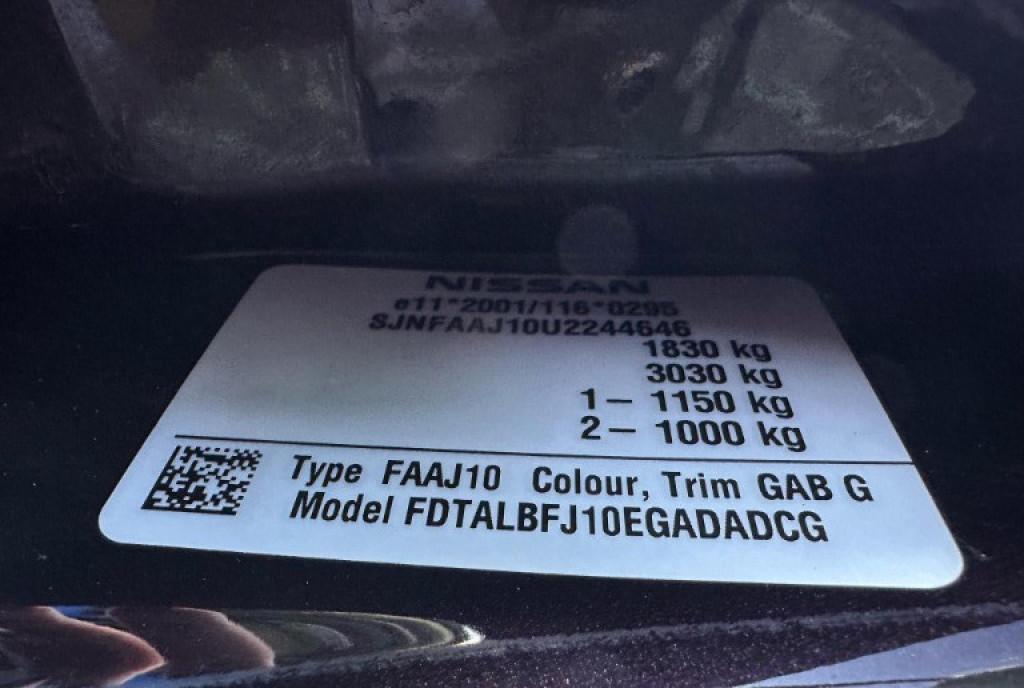 NISSAN
e11*2001/116*0295
SJNFAAJ10U2244646
1830 kg
3030 kg
1– 1150 kg
2– 1000 kg
Type FAAJ10 Colour, Trim GAB G
Model FDTALBFJ10EGADADCG